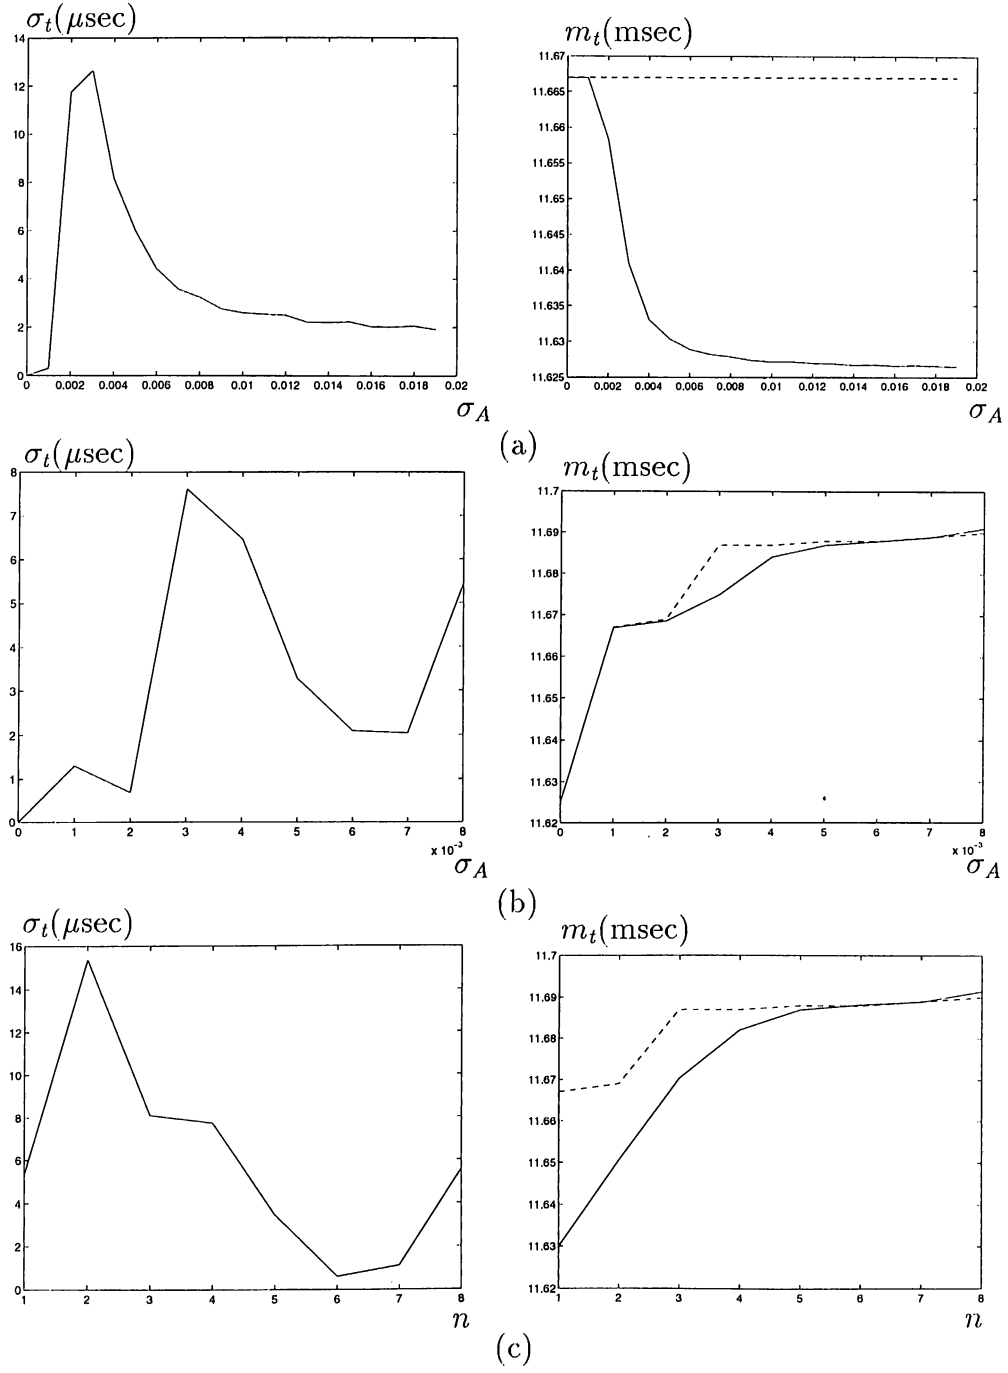 σt(μsec)
14
12
10
8
6
4
2
0
0 0.002 0.004 0.006 0.008 0.01 0.012 0.014 0.016 0.018 0.02
σA
mt(msec)
11.67
11.665
11.66
11.655
11.65
11.645
11.64
11.635
11.63
11.625
0 0.002 0.004 0.006 0.008 0.01 0.012 0.014 0.016 0.018 0.02
σA
(a)
σt(μsec)
8
7
6
5
4
3
2
1
0
0 1 2 3 4 5 6 7 8
x 10-3
σA
mt(msec)
11.7
11.69
11.68
11.67
11.66
11.65
11.64
11.63
11.62
0 1 2 3 4 5 6 7 8
x 10-3
σA
(b)
σt(μsec)
16
14
12
10
8
6
4
2
0
1 2 3 4 5 6 7 8
n
mt(msec)
11.7
11.69
11.68
11.67
11.66
11.65
11.64
11.63
11.62
1 2 3 4 5 6 7 8
n
(c)